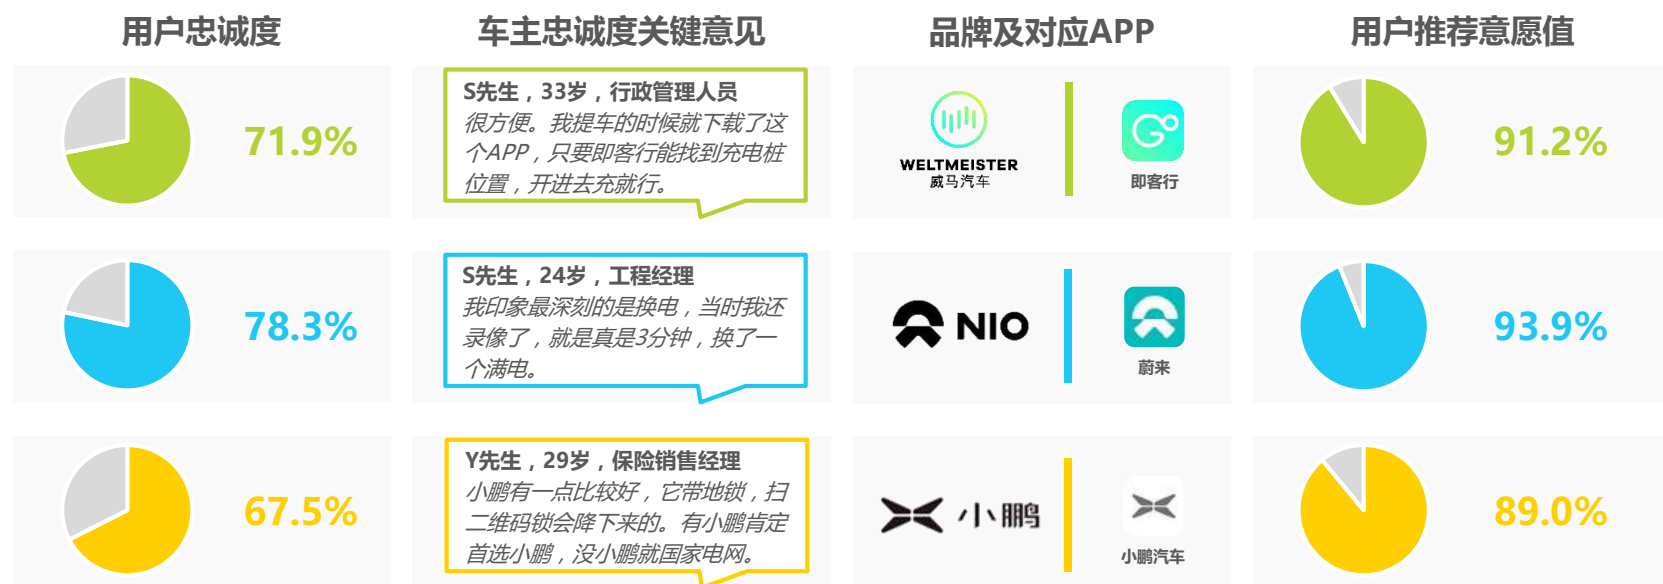 用户忠诚度
车主忠诚度关键意见
品牌及对应APP
用户推荐意愿值
71.9%
S先生，33岁，行政管理人员
很方便。我提车的时候就下载了这
个APP，只要即客行能找到充电桩
位置，开进去充就行。
WELTMEISTER
威马汽车
即客行
91.2%
78.3%
S先生，24岁，工程经理
我印象最深刻的是换电，当时我还
录像了，就是真是3分钟，换了一
个满电。
NIO
蔚来
93.9%
67.5%
Y先生，29岁，保险销售经理
小鹏有一点比较好，它带地锁，扫
二维码锁会降下来的。有小鹏肯定
首选小鹏，没小鹏就国家电网。
小鹏
小鹏汽车
89.0%